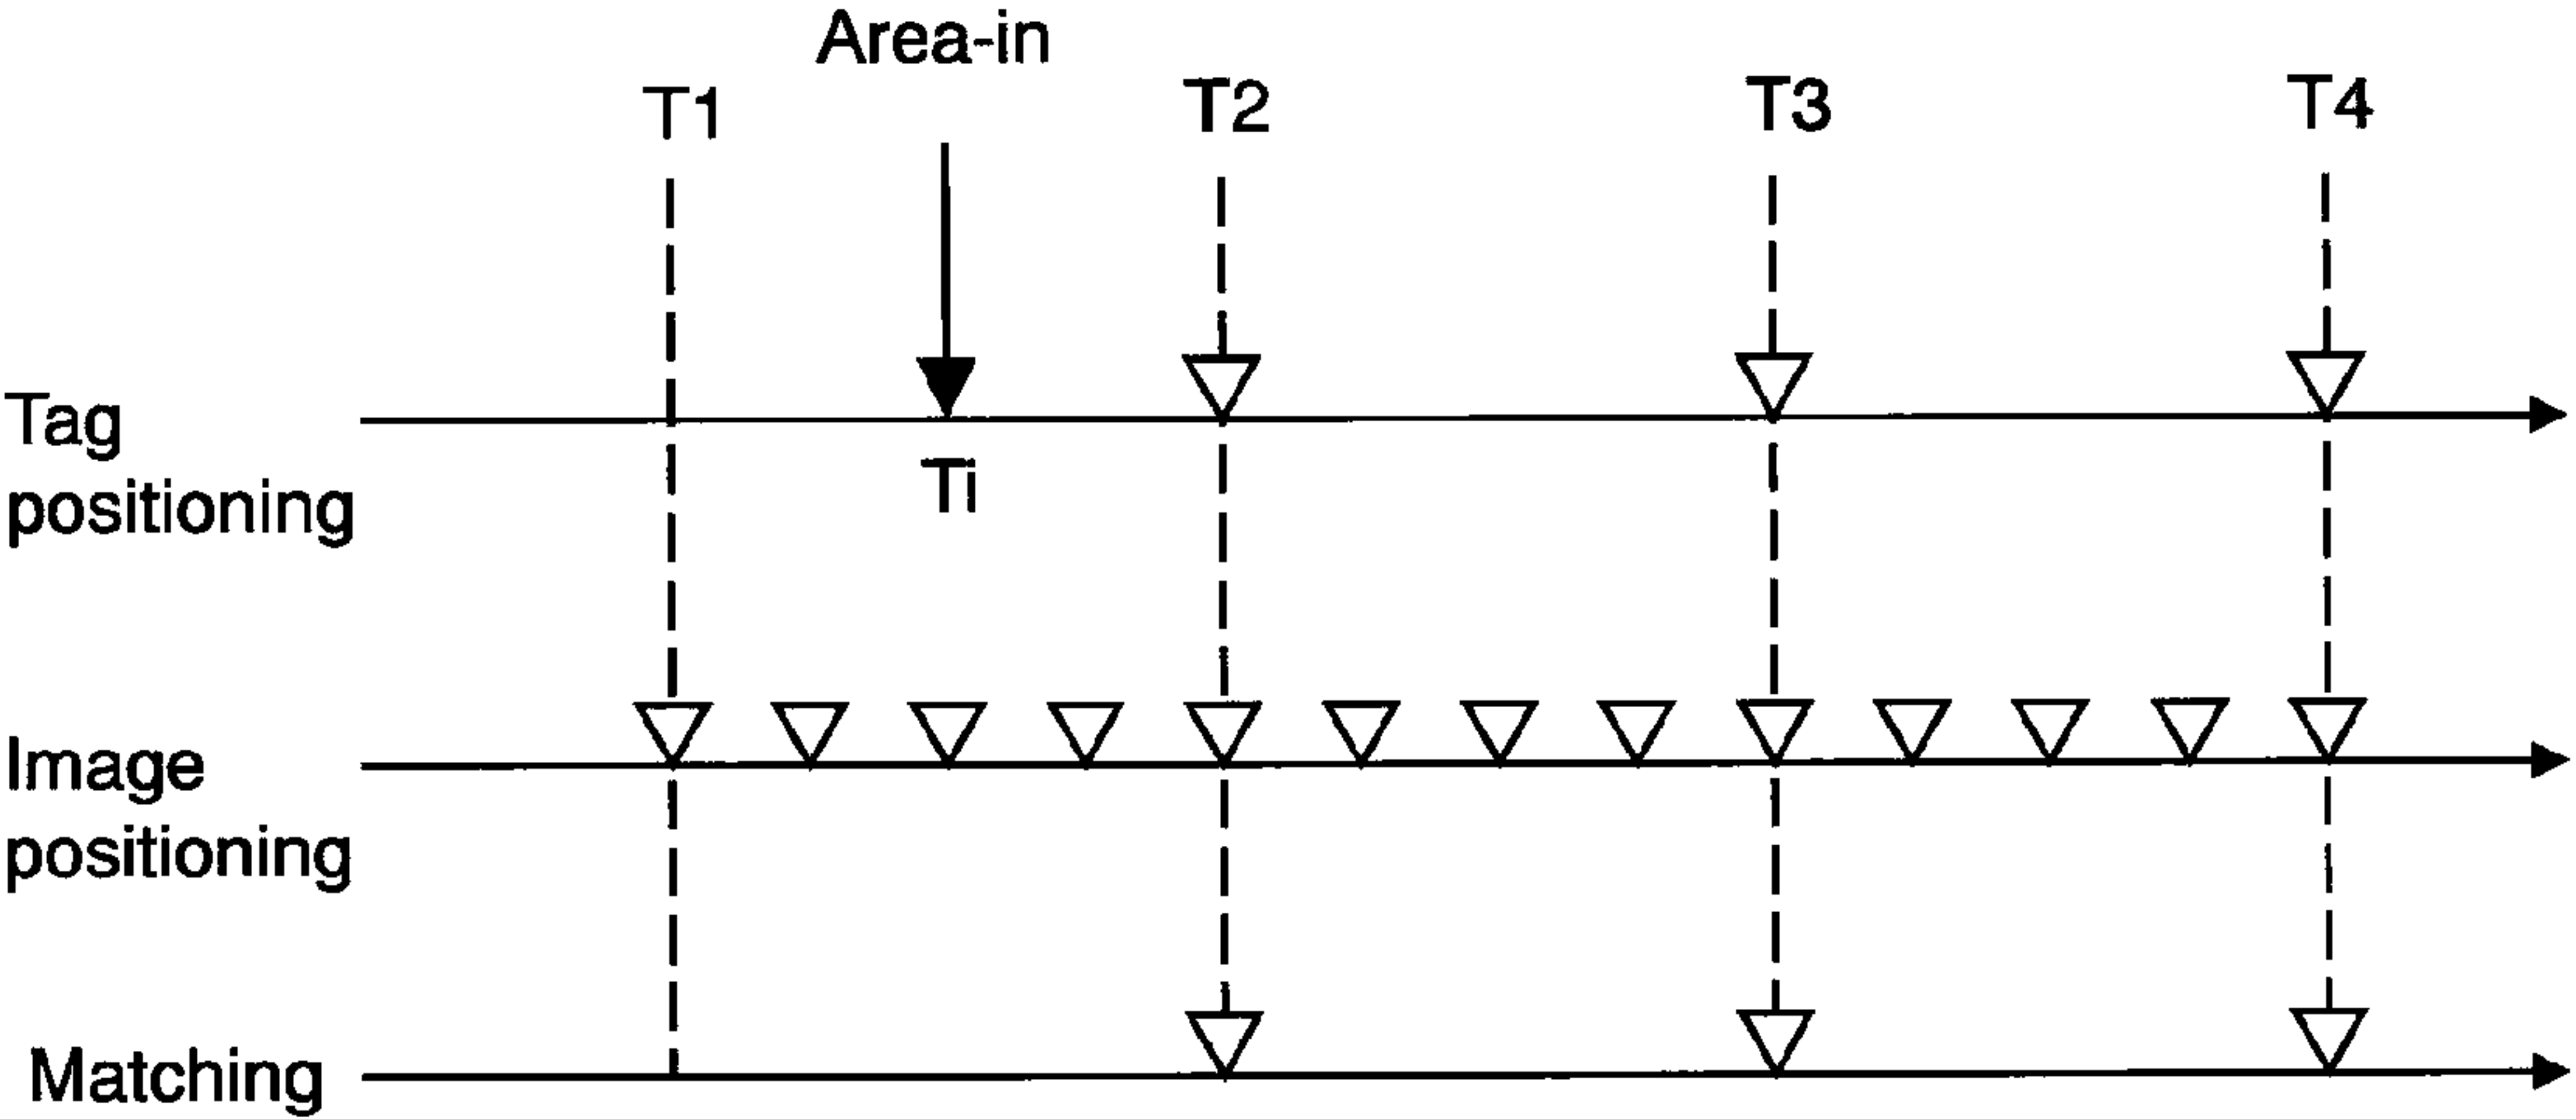 Area-in
T1
T2
T3
T4
Tag
positioning
Ti
Image
positioning
Matching